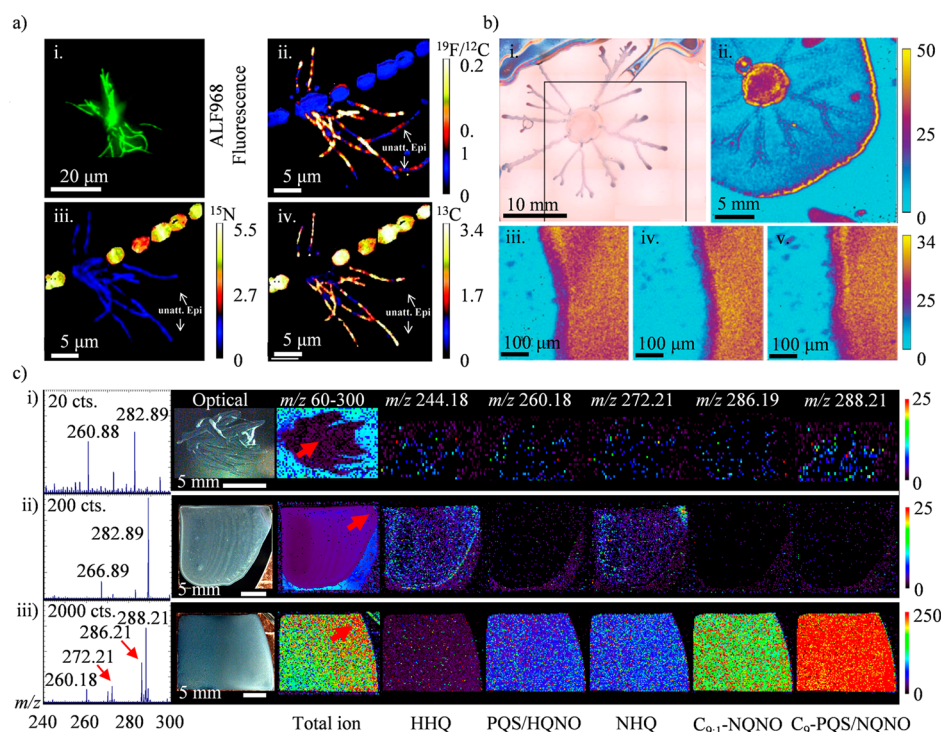 a)
i.
20 µm
ALF968
Fluorescence
ii.
19F/12C
0.2
0.
1
0
unatt. Epi
5 µm
iii.
15N
5.5
2.7
0
unatt. Epi
5 µm
iv.
13C
3.4
1.7
0
unatt. Epi
5 µm
b)
i.
10 mm
ii.
50
25
0
5 mm
iii.
100 µm
iv.
100 µm
v.
100 µm
34
25
0
c)
Optical
m/z 60-300
m/z 244.18
m/z 260.18
m/z 272.21
m/z 286.19
m/z 288.21
i)
20 cts.
282.89
260.88
5 mm
25
0
ii)
200 cts.
282.89
266.89
5 mm
25
0
iii)
2000 cts.
288.21
286.21
272.21
260.18
5 mm
250
0
m/z
240
260
280
300
Total ion
HHQ
PQS/HQNO
NHQ
C9:1-NQNO
C9-PQS/NQNO